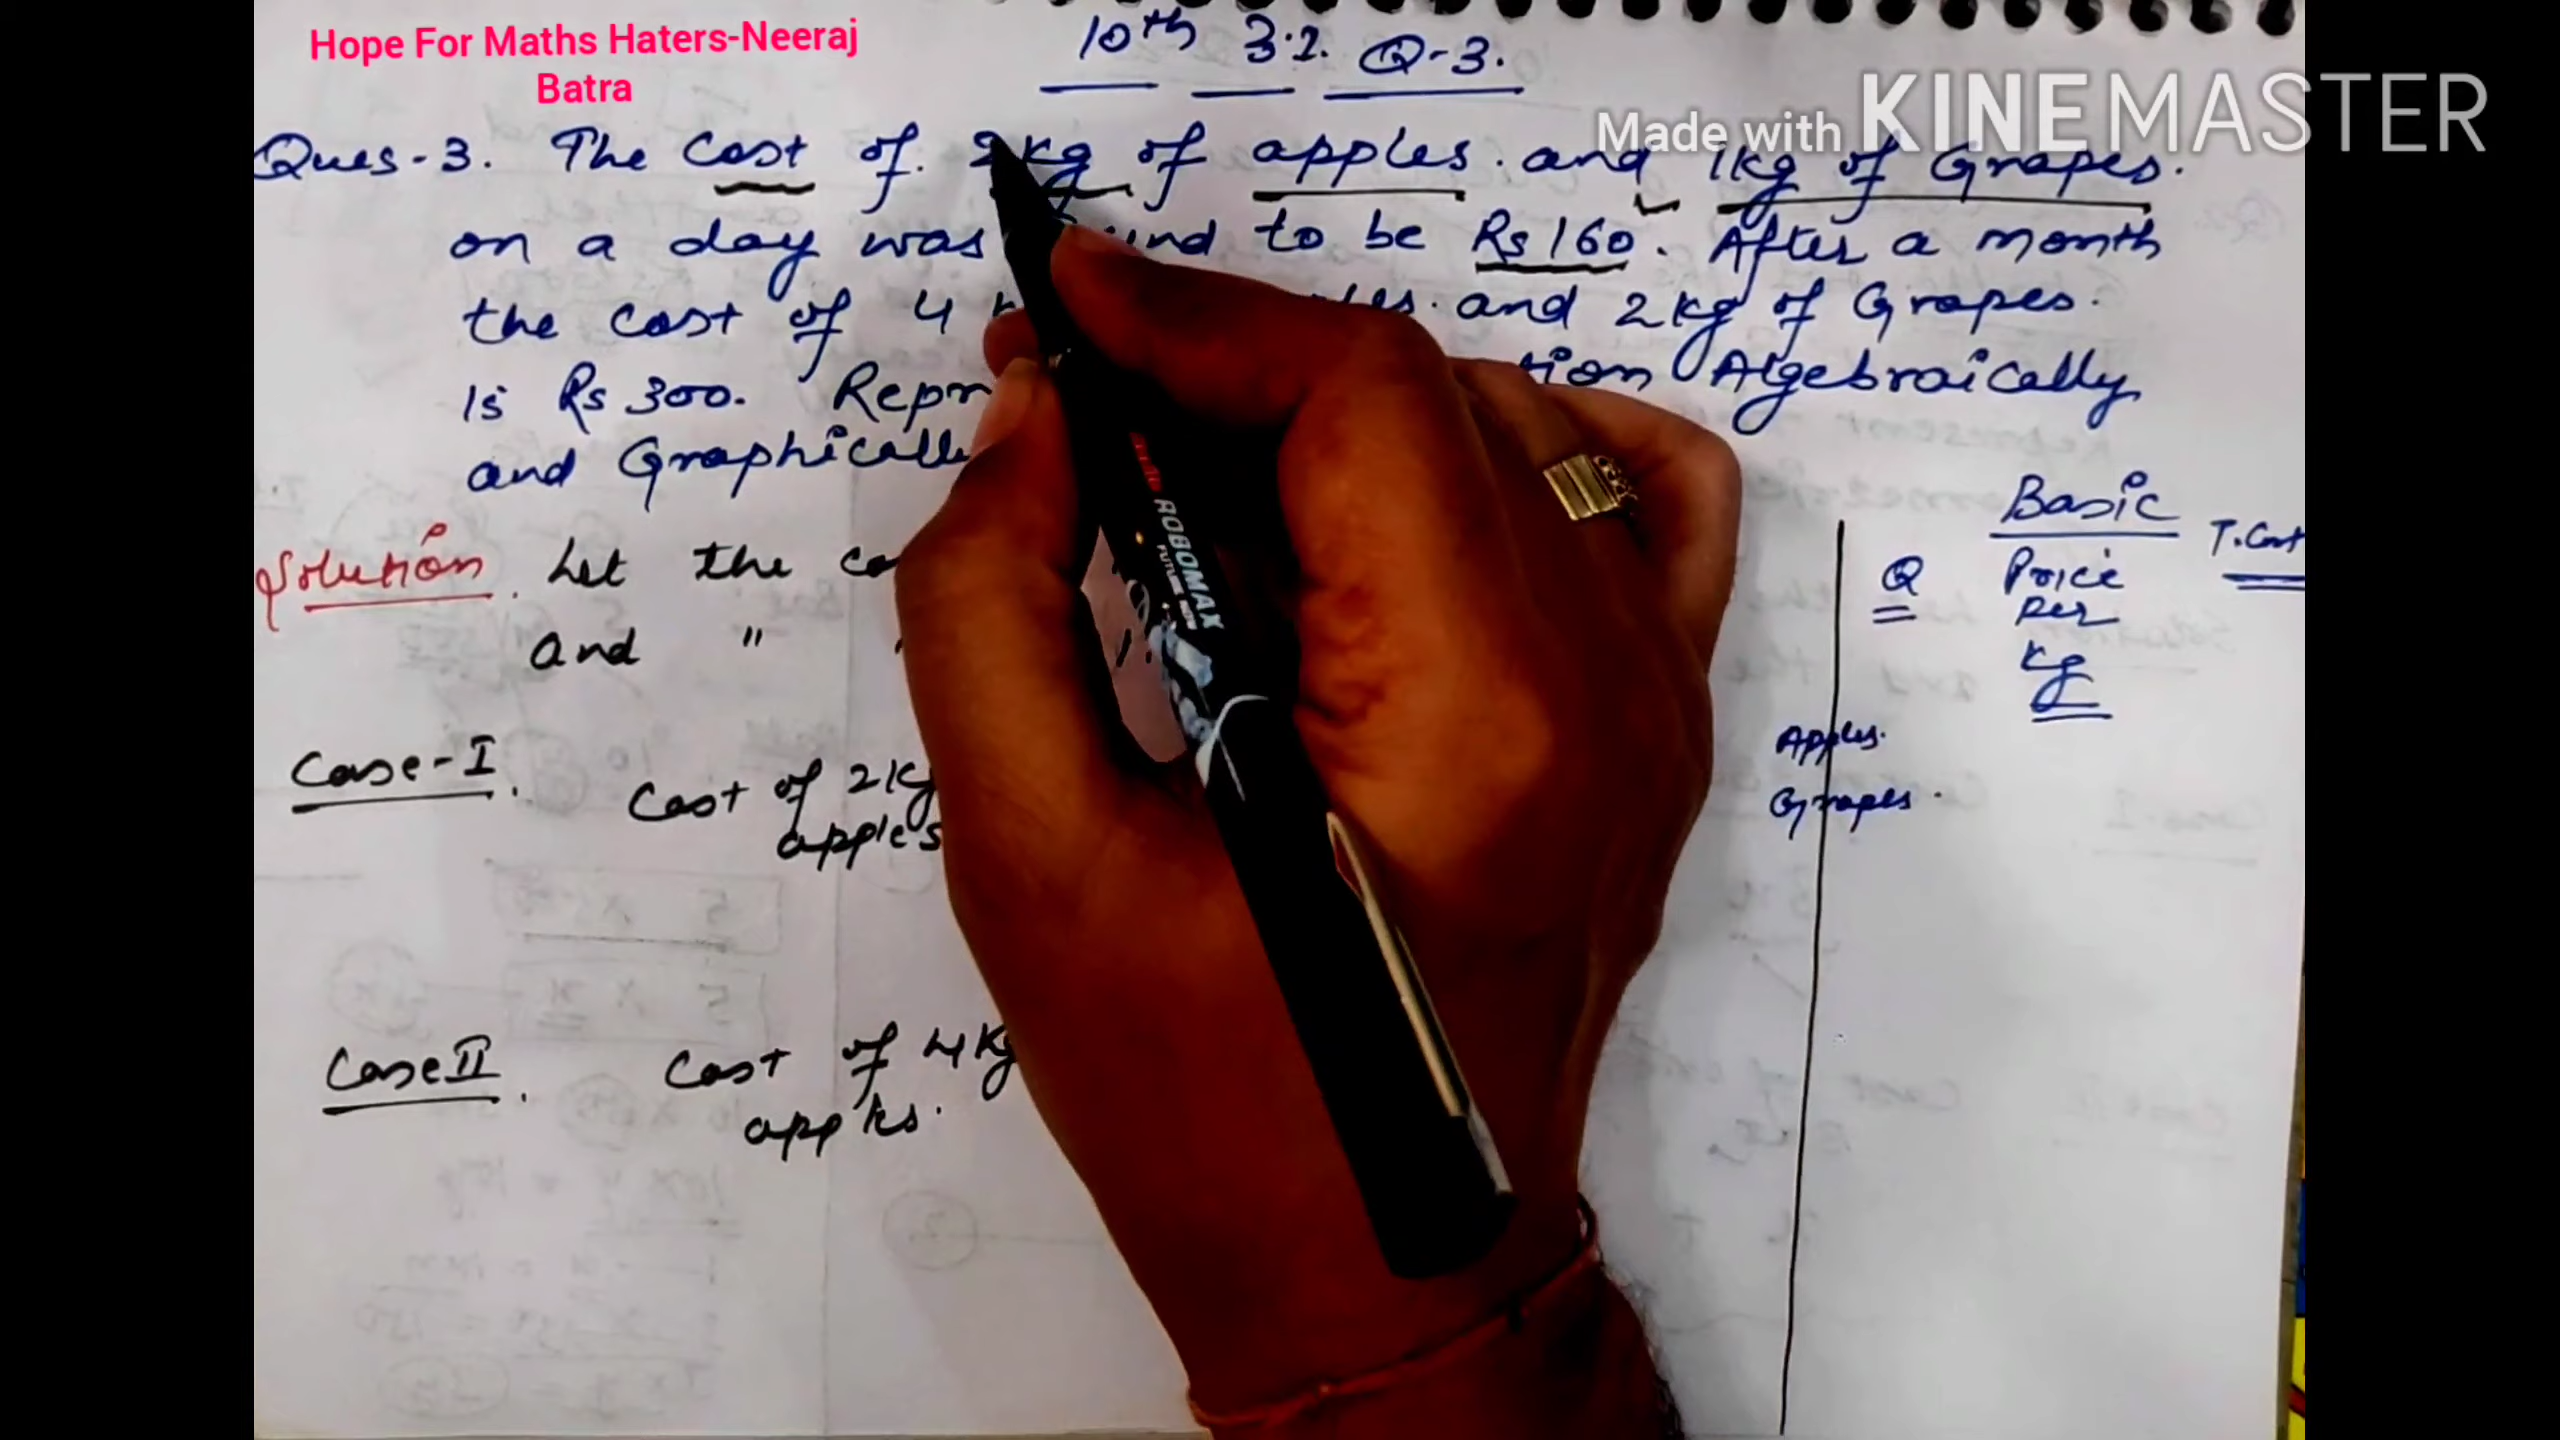 Hope For Maths Haters-Neeraj
Batra
10th 3.1. Q-3.
Made with KINEMASTER
Ques-3. The Cost of 2kg of apples and 1kg of Grapes.
on a day was to be Rs 160. After a month
the cost of 4 and 2kg of Grapes.
is Rs 300. Algebraically
and
Solution. Let the
and " "
Basic
Q Price T. Cost
per
kg
Apples.
Grapes.
Case-I. Cost of 2kg
apples
Case II. Cost of 4kg
apples.
ROBOMAX